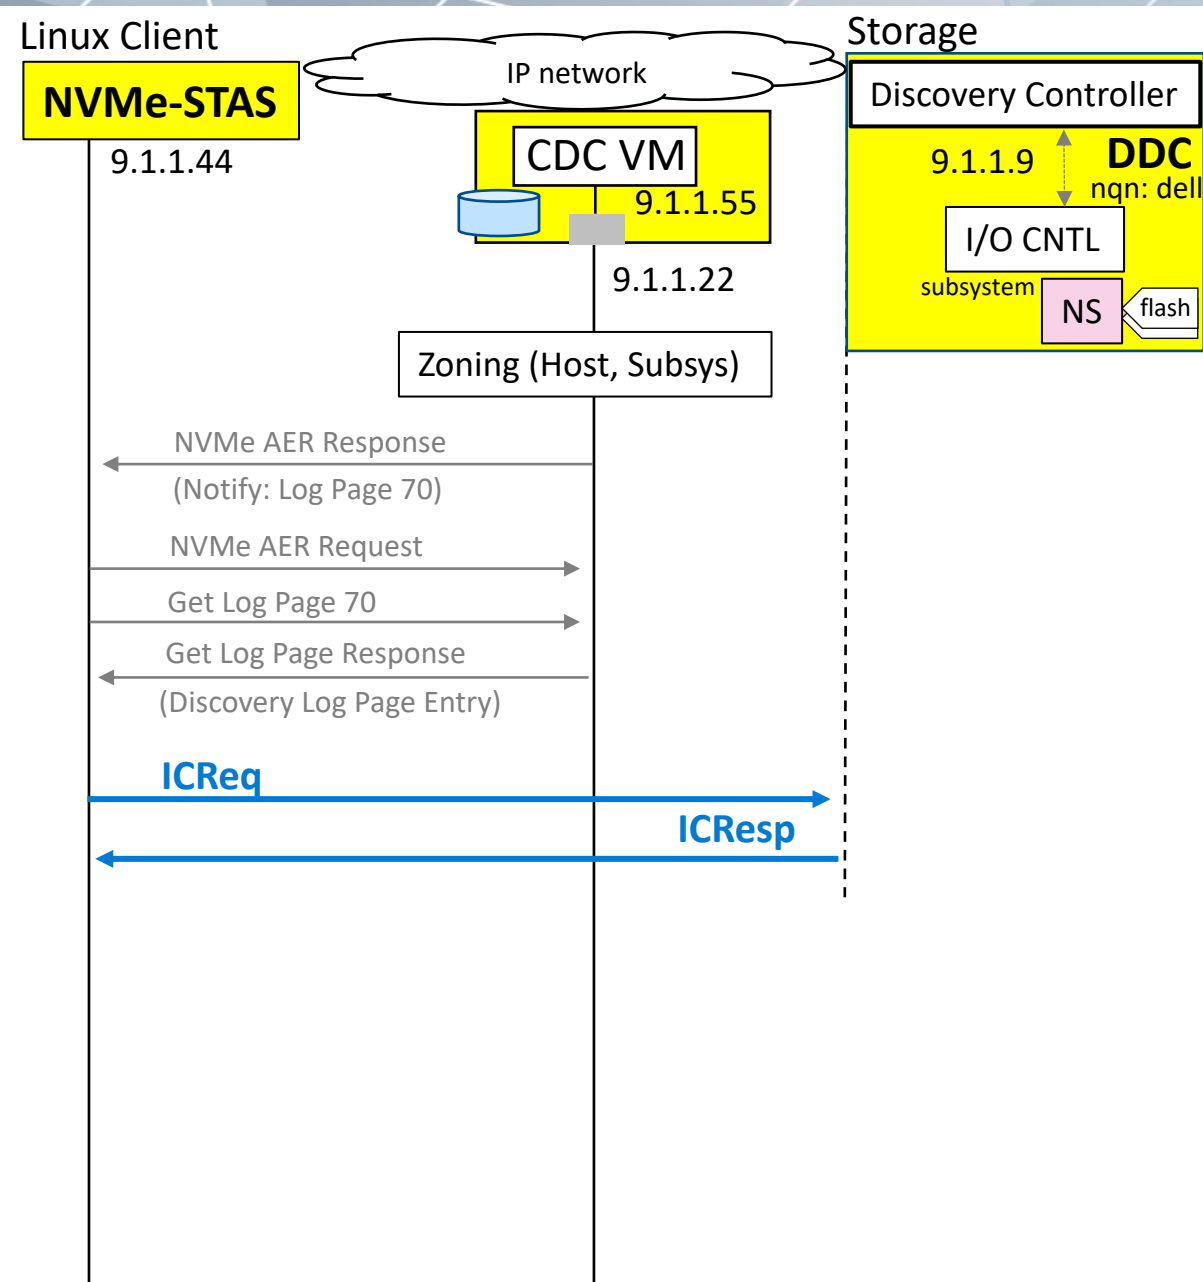 Linux Client
Storage
NVMe-STAS
IP network
Discovery Controller
9.1.1.44
CDC VM
9.1.1.55
9.1.1.9
DDC
nqn: dell
I/O CNTL
9.1.1.22
subsystem
NS
flash
Zoning (Host, Subsys)
NVMe AER Response
(Notify: Log Page 70)
NVMe AER Request
Get Log Page 70
Get Log Page Response
(Discovery Log Page Entry)
ICReq
ICResp